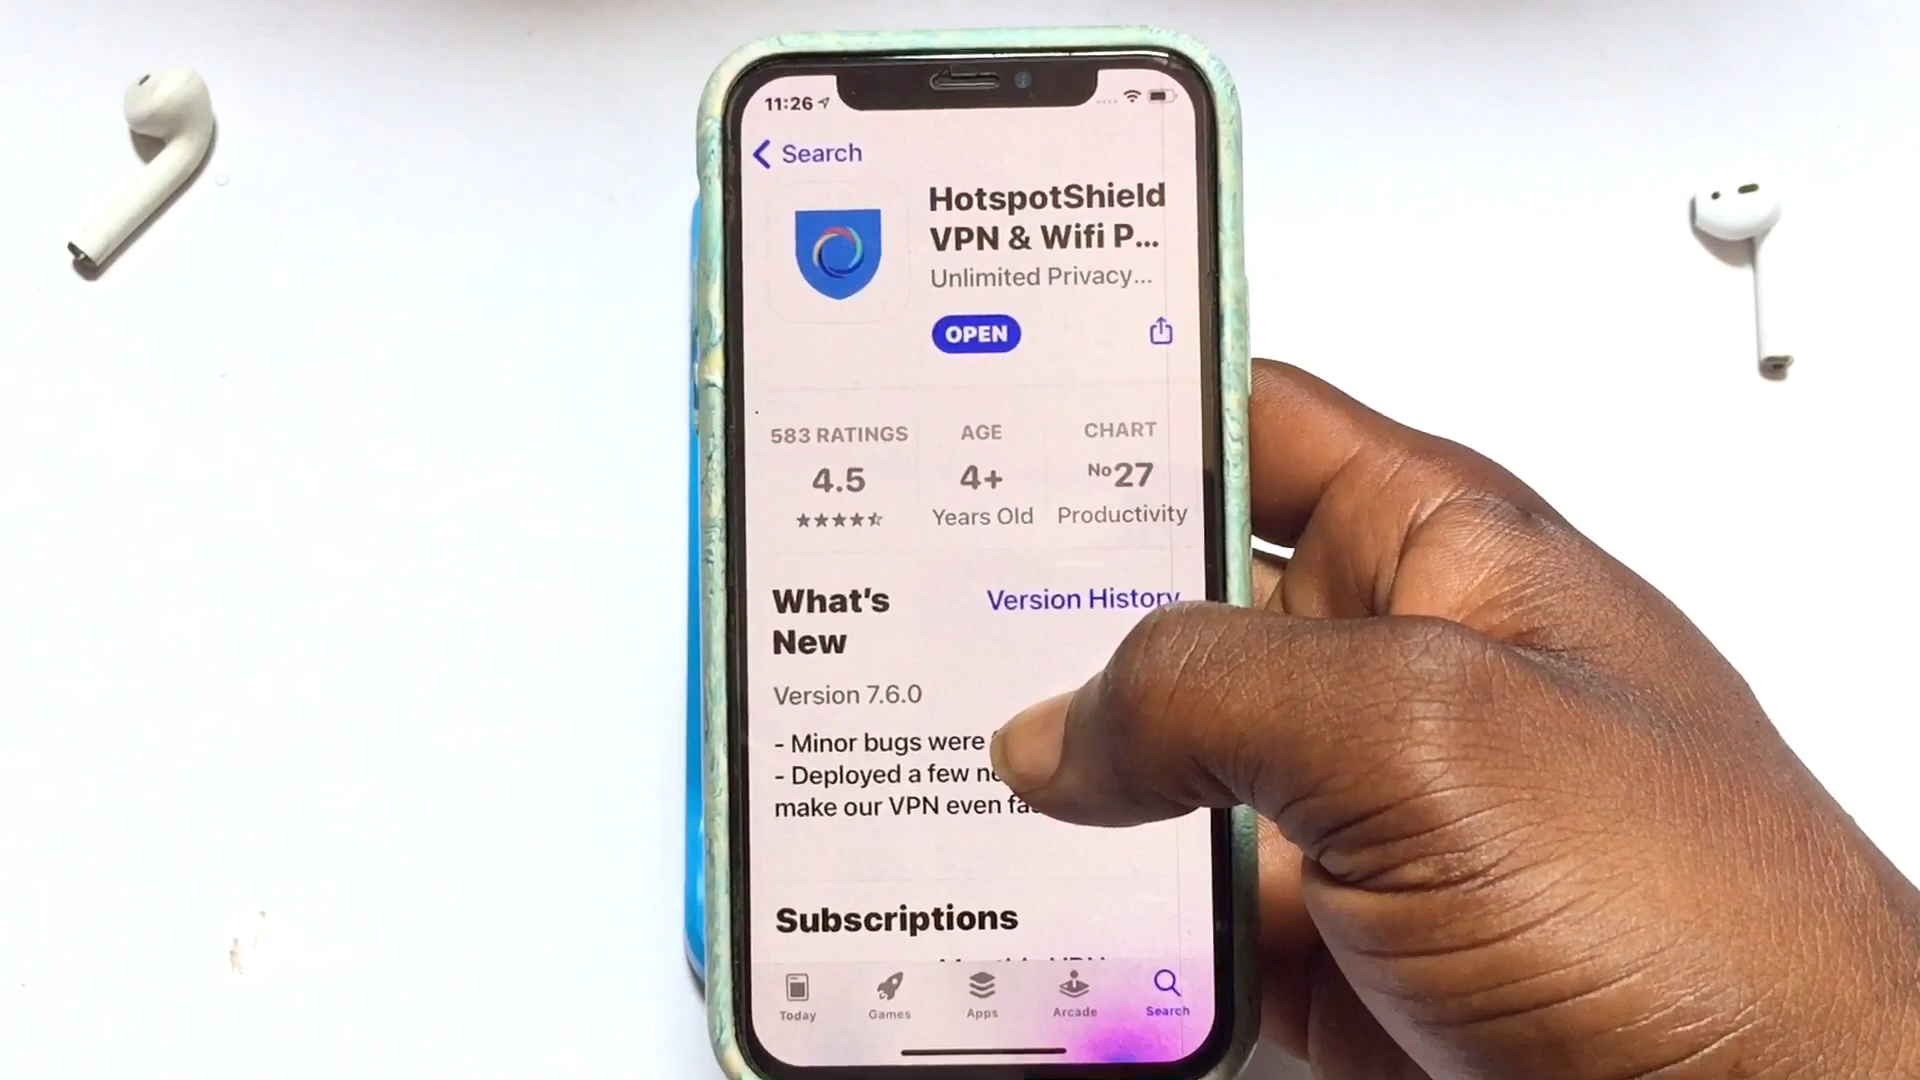 11:26
Search
HotspotShield
VPN & Wifi P...
Unlimited Privacy...
OPEN
583 RATINGS
4.5
AGE
4+
Years Old
CHART
No27
Productivity
What's
New
Version History
Version 7.6.0
- Minor bugs were
- Deployed a few
make our VPN even
Subscriptions
Today
Games
Apps
Arcade
Search